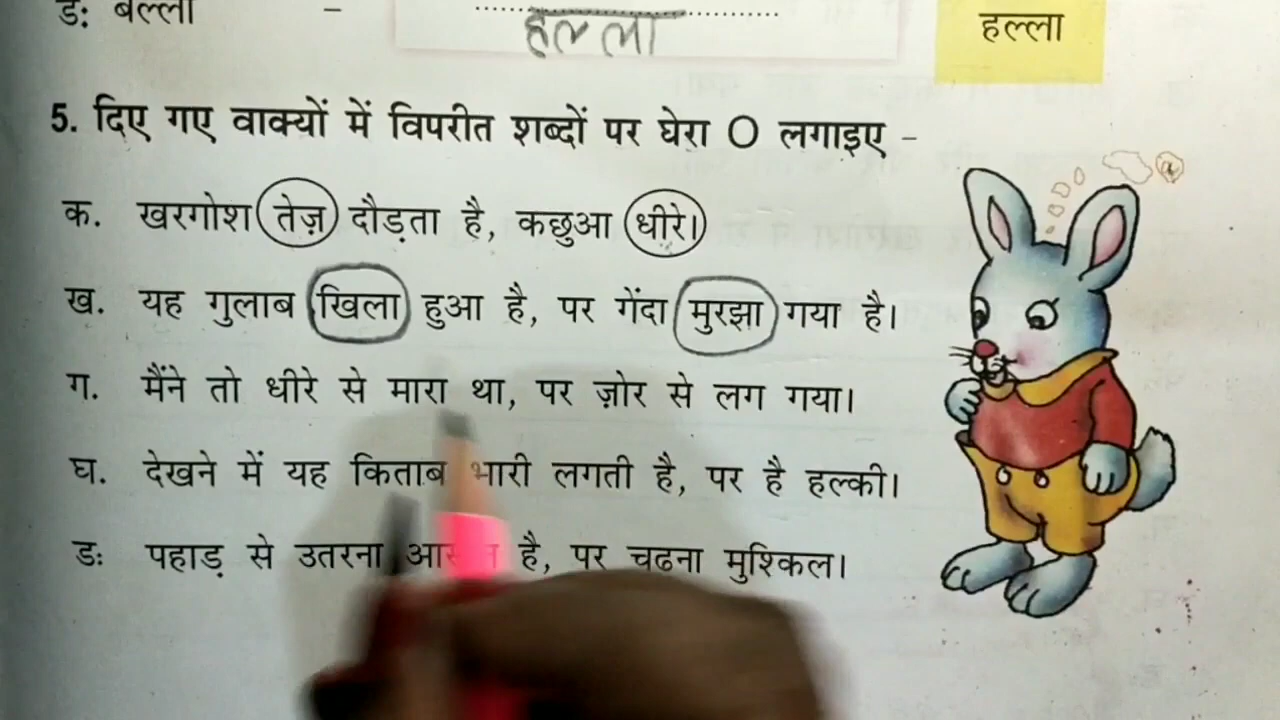 ङः बल्ला – हल्ला हल्ला
5. दिए गए वाक्यों में विपरीत शब्दों पर घेरा O लगाइए –
क. खरगोश तेज़ दौड़ता है, कछुआ धीरे।
ख. यह गुलाब खिला हुआ है, पर गेंदा मुरझा गया है।
ग. मैंने तो धीरे से मारा था, पर ज़ोर से लग गया।
घ. देखने में यह किताब भारी लगती है, पर है हल्की।
ङः पहाड़ से उतरना है, पर चढना मुश्किल।